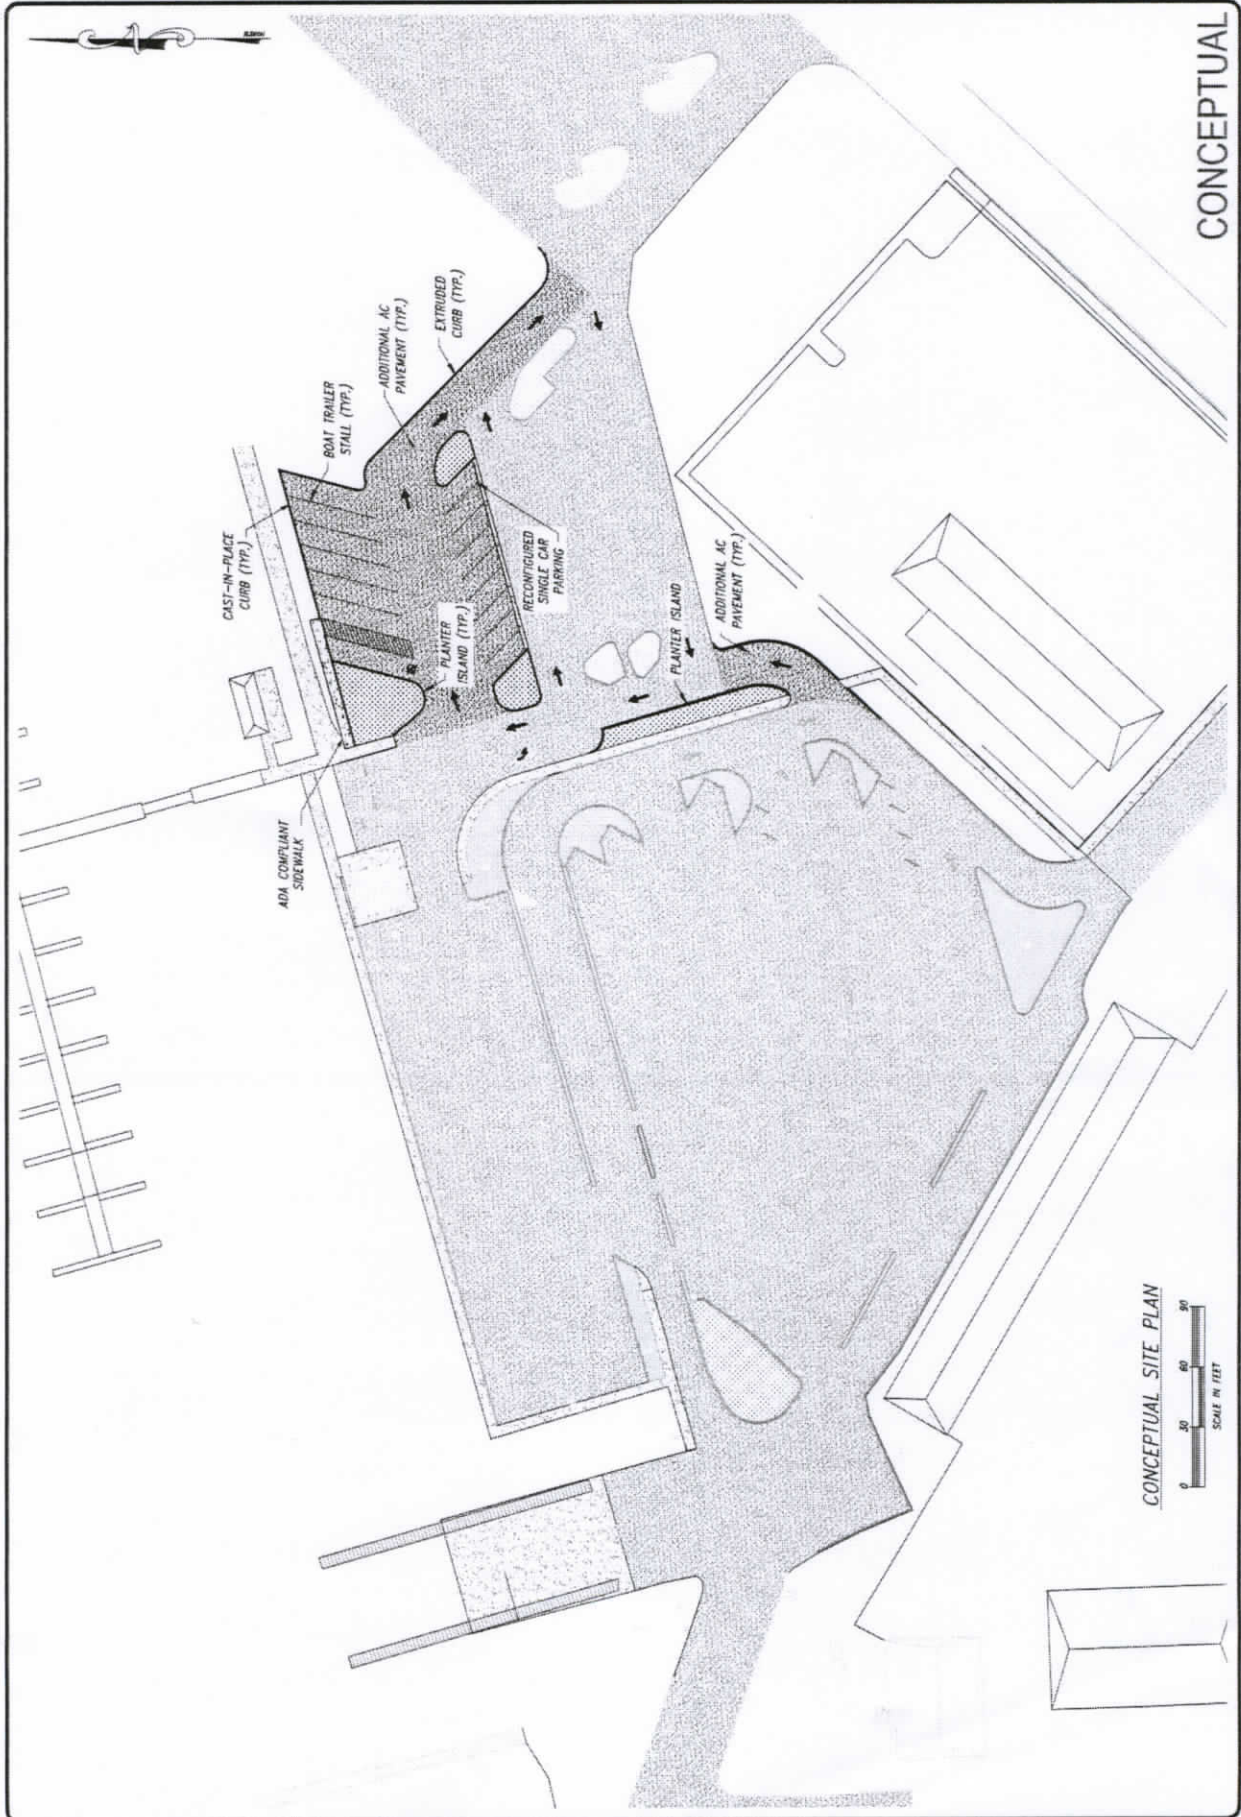 CAST-IN-PLACE
CURB (TYP.)
BOAT TRAILER
STALL (TYP.)
ADDITIONAL AC
PAVEMENT (TYP.)
EXTRUDED
CURB (TYP.)
ADA COMPLIANT
SIDEWALK
PLANTER
ISLAND (TYP.)
RECONFIGURED
SINGLE CAR
PARKING
PLANTER ISLAND
ADDITIONAL AC
PAVEMENT (TYP.)
CONCEPTUAL SITE PLAN
0 30 60 90
SCALE IN FEET
CONCEPTUAL